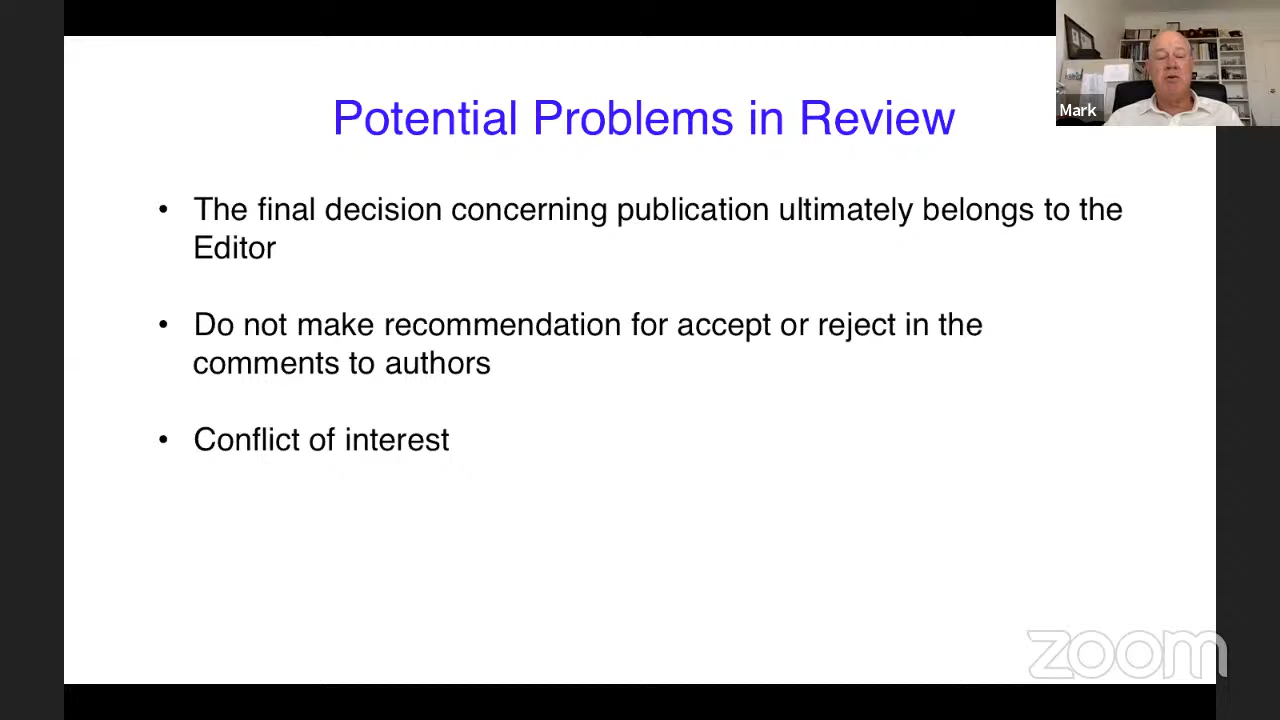 Potential Problems in Review
• The final decision concerning publication ultimately belongs to the
Editor
• Do not make recommendation for accept or reject in the
comments to authors
• Conflict of interest
Mark
zoom